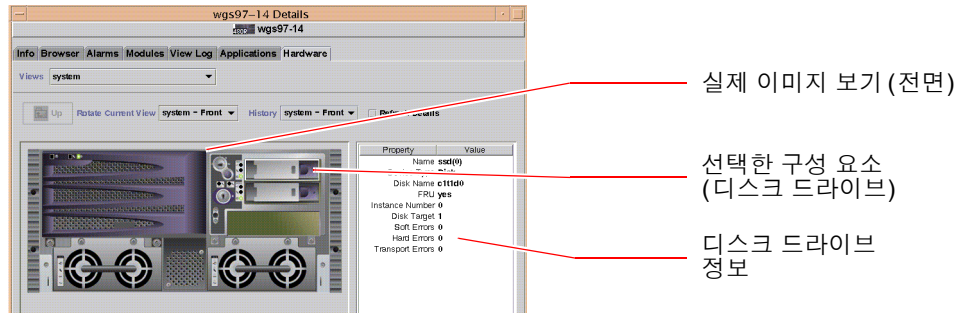 wgs97-14 Details
wgs97-14
Info Browser Alarms Modules View Log Applications Hardware
Views system
Up Rotate Current View system - Front History system - Front Refresh Details
Property Value
Name ssd(0)
Disk
Disk Name c1t1d0
FRU yes
Instance Number 0
Disk Target 1
Soft Errors 0
Hard Errors 0
Transport Errors 0
실제 이미지 보기 (전면)
선택한 구성 요소
(디스크 드라이브)
디스크 드라이브
정보